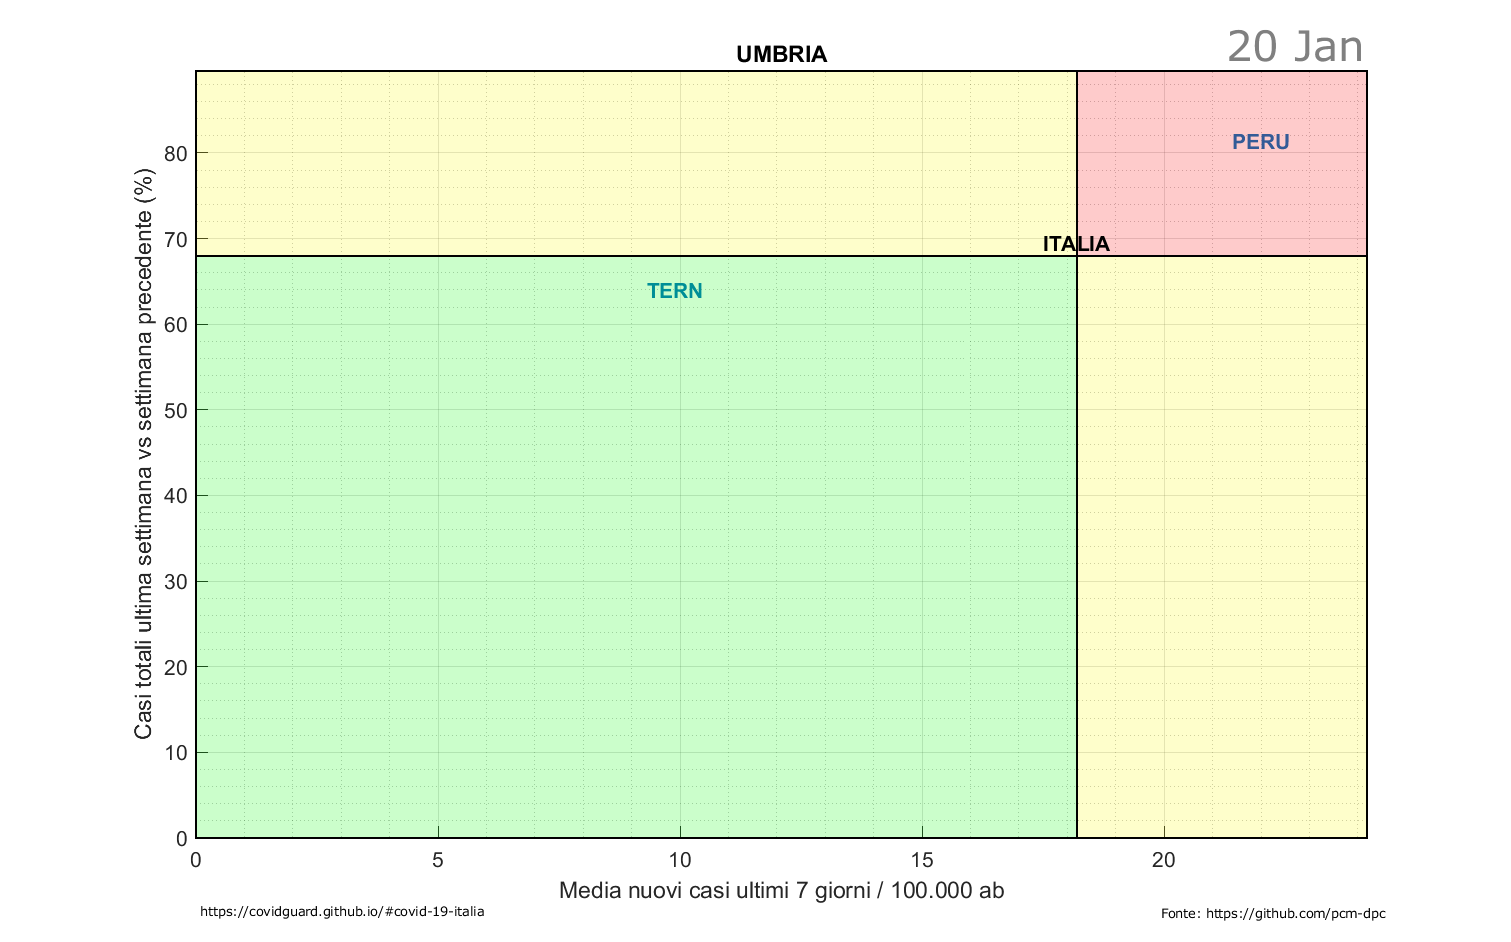 20 Jan
UMBRIA
PERU
ITALIA
TERN
80
70
60
50
40
30
20
10
0
Casi totali ultima settimana vs settimana precedente (%)
0 5 10 15 20
Media nuovi casi ultimi 7 giorni / 100.000 ab
https://covidguard.github.io/#covid-19-italia
Fonte: https://github.com/pcm-dpc